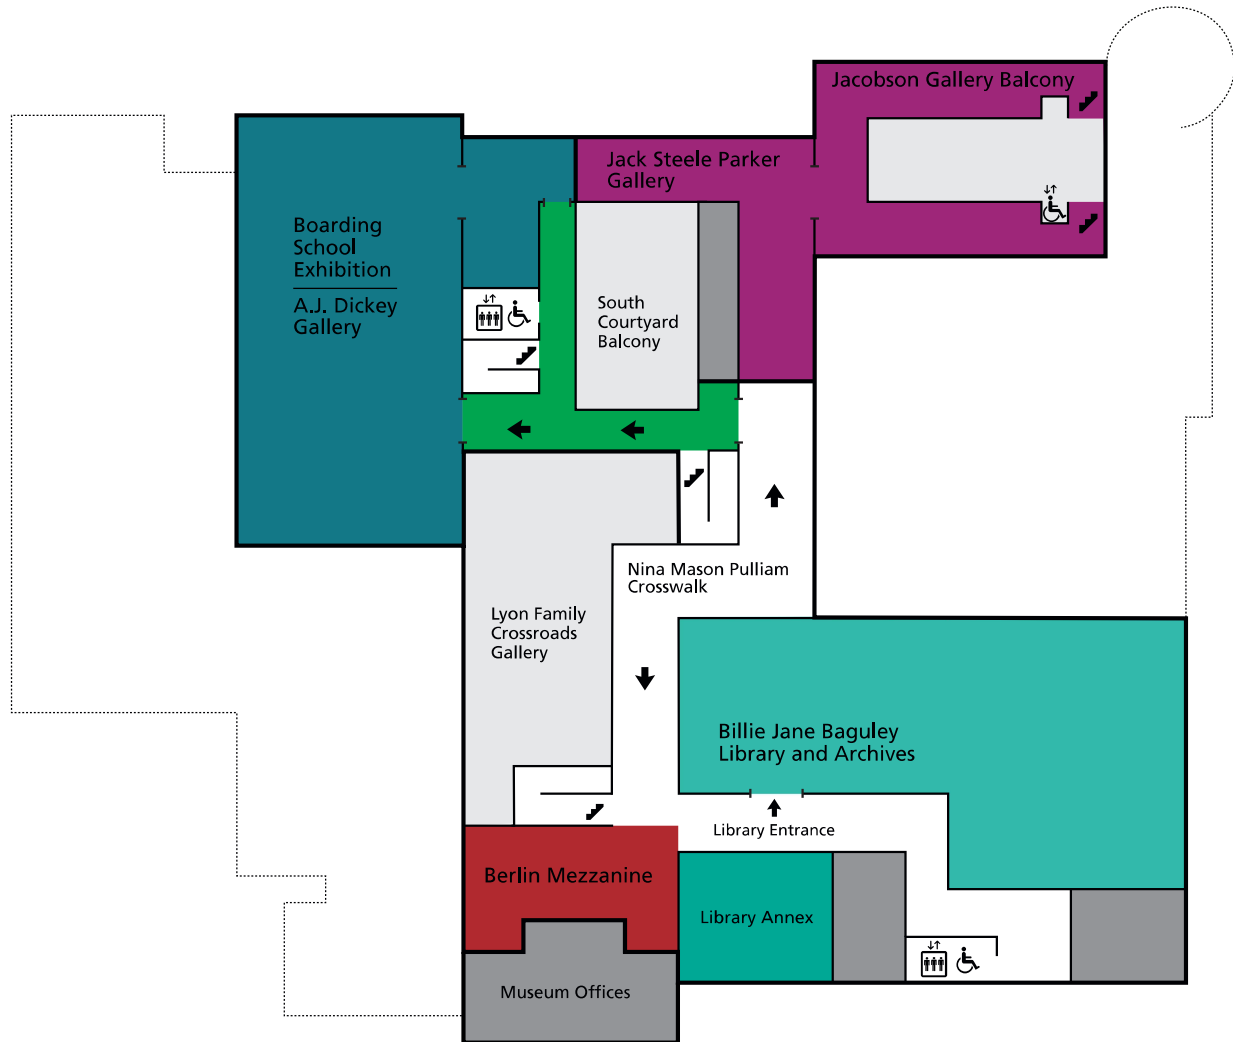 Jacobson Gallery Balcony
Jack Steele Parker
Gallery
Boarding
School
Exhibition
A.J. Dickey
Gallery
South
Courtyard
Balcony
Nina Mason Pulliam
Crosswalk
Lyon Family
Crossroads
Gallery
Billie Jane Baguley
Library and Archives
Library Entrance
Berlin Mezzanine
Library Annex
Museum Offices